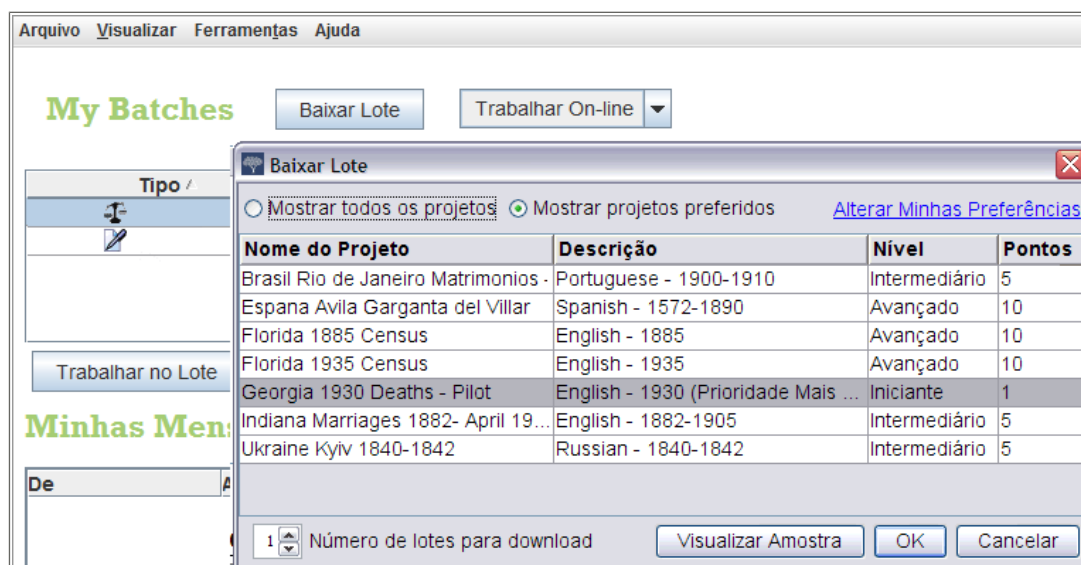 Arquivo Visualizar Ferramentas Ajuda
My Batches Baixar Lote Trabalhar On-line
Baixar Lote
Tipo
Mostrar todos os projetos Mostrar projetos preferidos Alterar Minhas Preferências
Nome do Projeto Descrição Nível Pontos
Brasil Rio de Janeiro Matrimonios - Portuguese - 1900-1910 Intermediário 5
Espana Avila Garganta del Villar Spanish - 1572-1890 Avançado 10
Florida 1885 Census English - 1885 Avançado 10
Florida 1935 Census English - 1935 Avançado 10
Trabalhar no Lote
Georgia 1930 Deaths - Pilot English - 1930 (Prioridade Mais ... Iniciante 1
Indiana Marriages 1882- April 19... English - 1882-1905 Intermediário 5
Minhas Men
Ukraine Kyiv 1840-1842 Russian - 1840-1842 Intermediário 5
De
1 Número de lotes para download Visualizar Amostra OK Cancelar